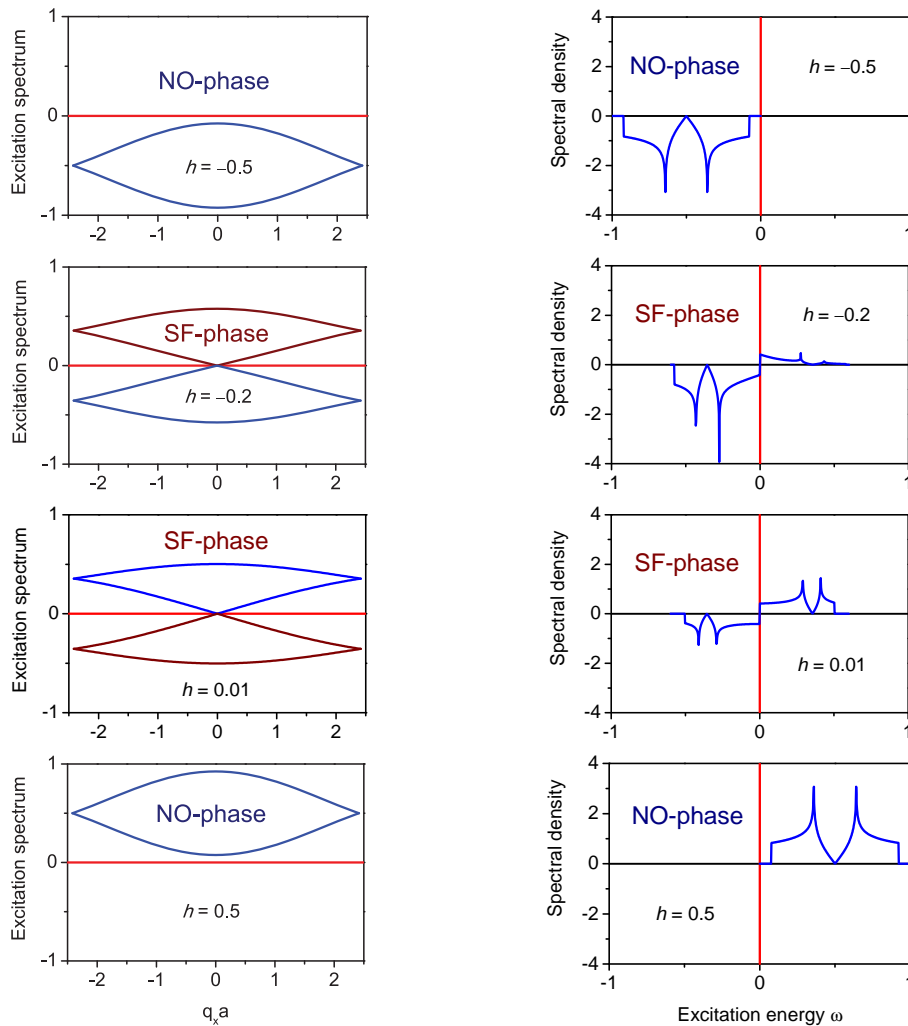 Excitation spectrum
1
0
-1
NO-phase
h = −0.5
-2 -1 0 1 2
Spectral density
4
2
0
-2
-4
NO-phase
h = −0.5
-1 0 1
Excitation spectrum
1
0
-1
SF-phase
h = −0.2
-2 -1 0 1 2
Spectral density
4
2
0
-2
-4
SF-phase
h = −0.2
-1 0 1
Excitation spectrum
1
0
-1
SF-phase
h = 0.01
-2 -1 0 1 2
Spectral density
4
2
0
-2
-4
SF-phase
h = 0.01
-1 0 1
Excitation spectrum
1
0
-1
NO-phase
h = 0.5
-2 -1 0 1 2
qₓa
Spectral density
4
2
0
-2
-4
NO-phase
h = 0.5
-1 0 1
Excitation energy ω